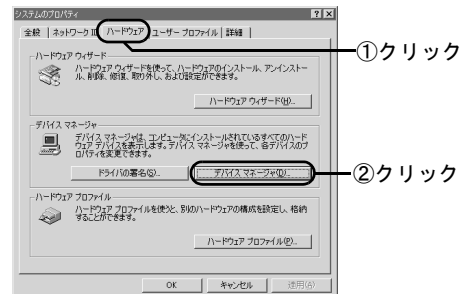 システムのプロパティ
全般 ネットワーク ID ハードウェア ユーザー プロファイル 詳細
①クリック
ハードウェア ウィザード
ハードウェア ウィザードを使って、ハードウェアのインストール、アンインストー
ル、削除、修復、取り外し、および設定ができます。
ハードウェア ウィザード(H)...
デバイス マネージャ
デバイス マネージャは、コンピュータにインストールされているすべてのハード
ウェア デバイスを表示します。デバイス マネージャを使って、各デバイスのプ
ロパティを変更できます。
ドライバの署名(S)...
デバイス マネージャ(D)...
②クリック
ハードウェア プロファイル
ハードウェア プロファイルを使うと、別のハードウェアの構成を設定し、格納
することができます。
ハードウェア プロファイル(P)...
OK キャンセル 適用(A)